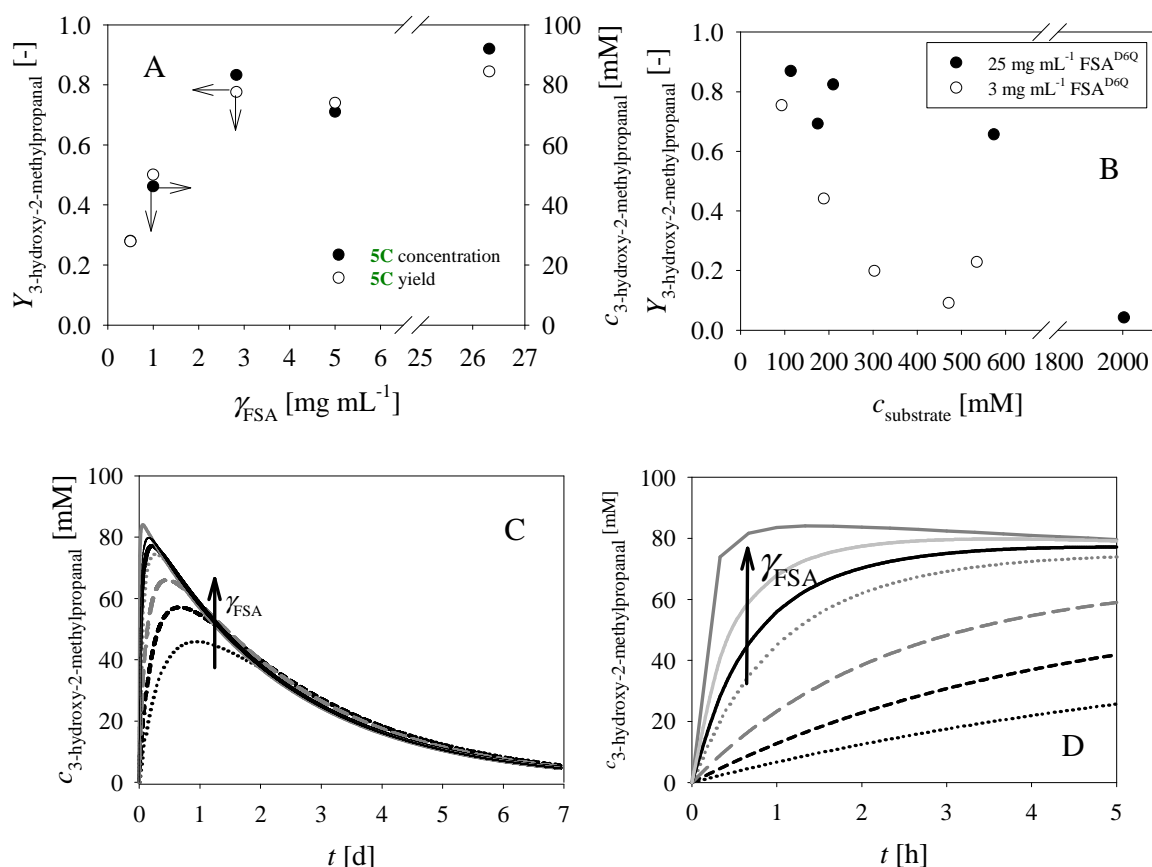 Y3-hydroxy-2-methylpropanal [-]
1.0
0.8
0.6
0.4
0.2
0.0
A
100
80
60
40
20
0
c3-hydroxy-2-methylpropanal [mM]
5C concentration
5C yield
0 1 2 3 4 5 6 25 26 27
γFSA [mg mL-1]
Y3-hydroxy-2-methylpropanal [-]
1.0
0.8
0.6
0.4
0.2
0.0
25 mg mL-1 FSAD6Q
3 mg mL-1 FSAD6Q
B
0 100 200 300 400 500 600 1800 2000
csubstrate [mM]
c3-hydroxy-2-methylpropanal [mM]
100
80
60
40
20
0
C
γFSA
0 1 2 3 4 5 6 7
t [d]
c3-hydroxy-2-methylpropanal [mM]
100
80
60
40
20
0
γFSA
D
0 1 2 3 4 5
t [h]